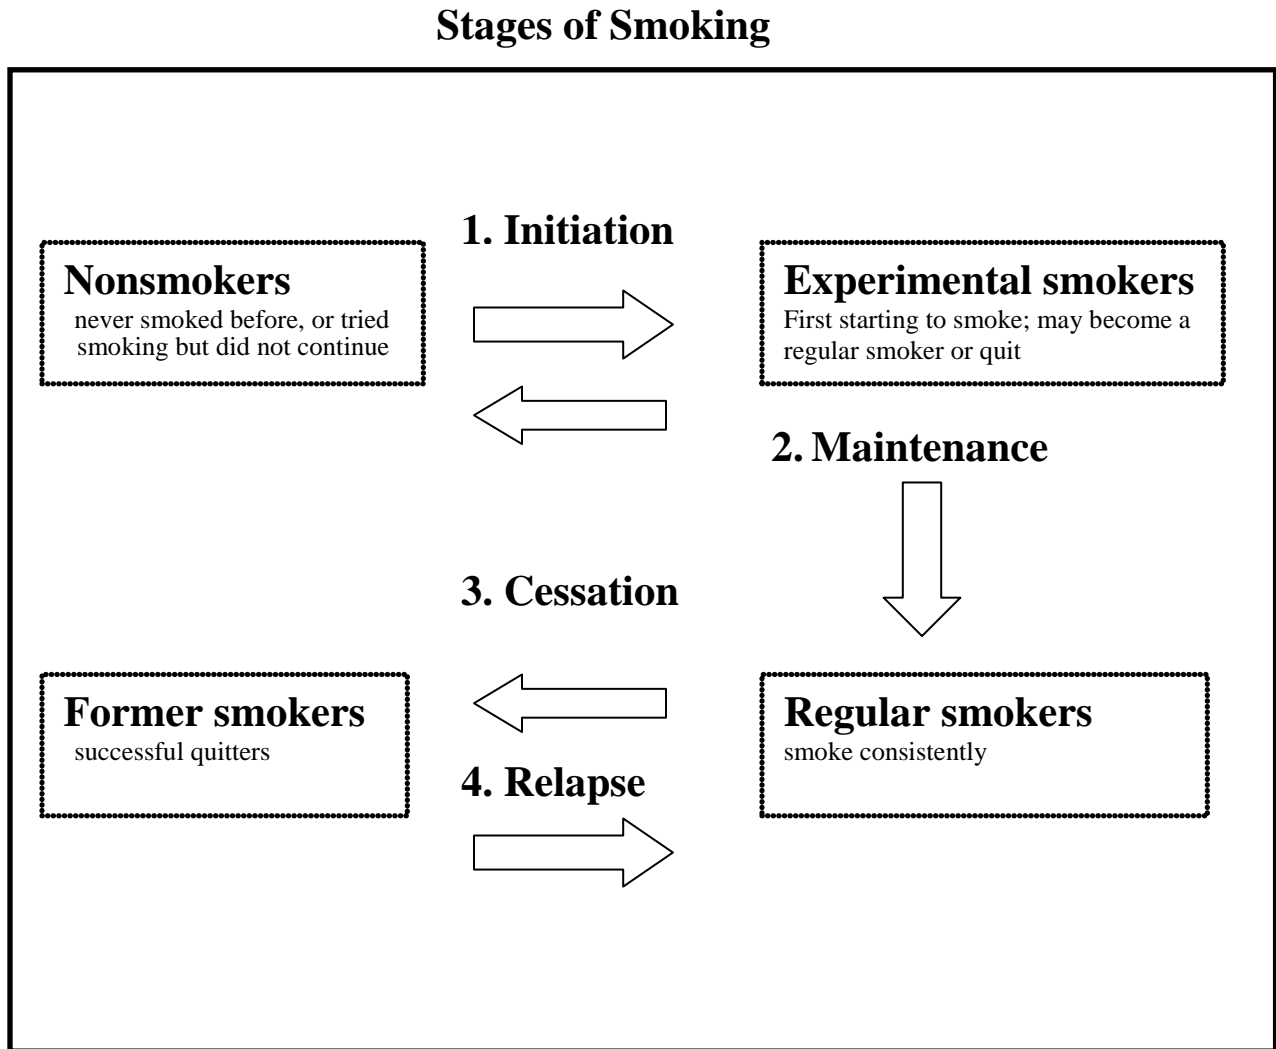 Stages of Smoking
1. Initiation
Nonsmokers
never smoked before, or tried
smoking but did not continue
Experimental smokers
First starting to smoke; may become a
regular smoker or quit
2. Maintenance
3. Cessation
Former smokers
successful quitters
Regular smokers
smoke consistently
4. Relapse